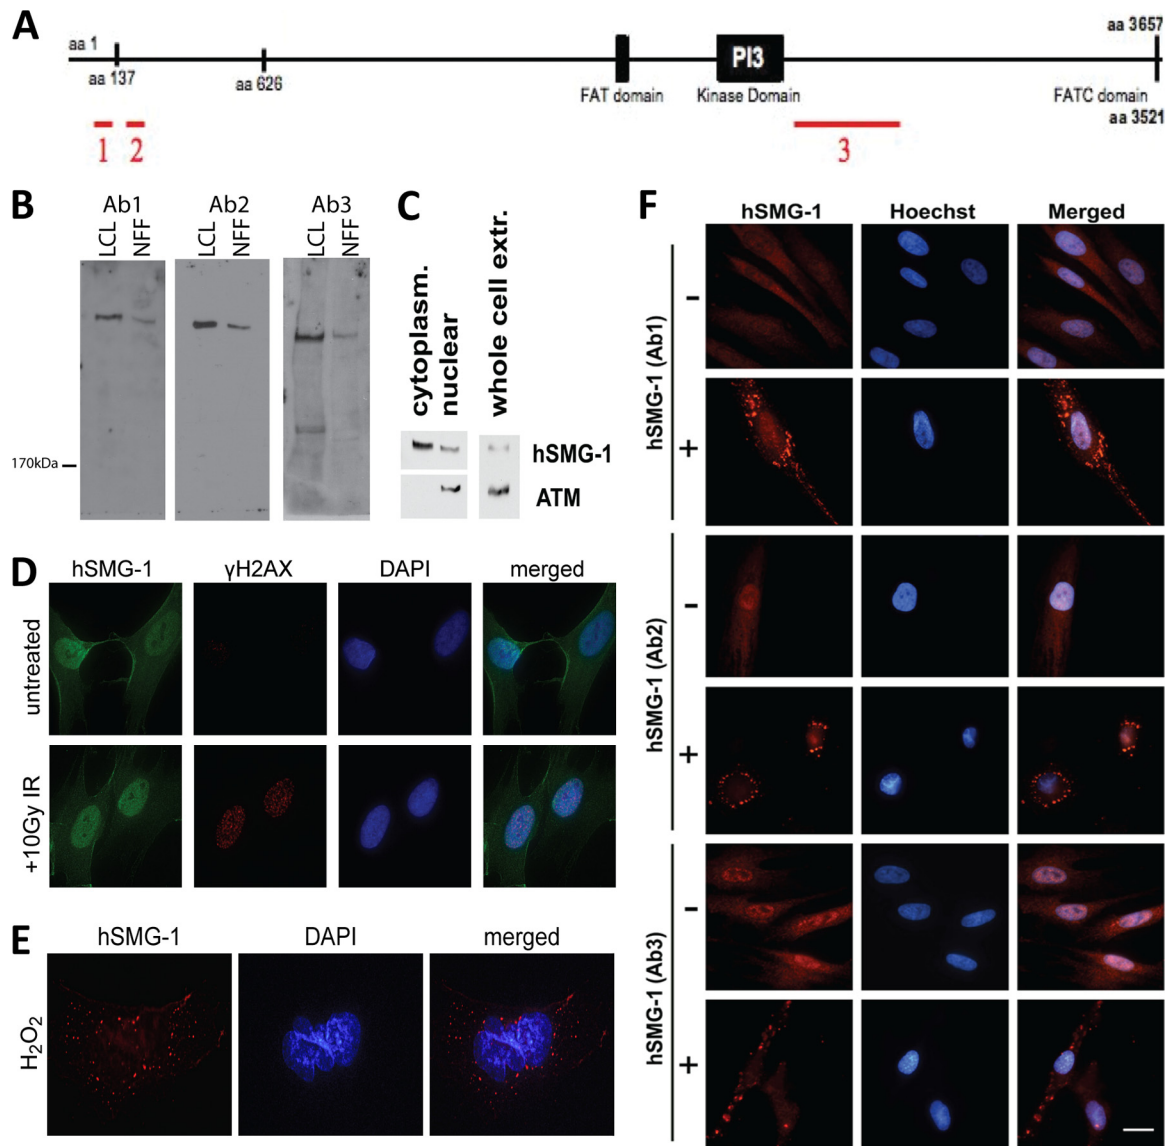 A
aa 1
aa 137
aa 626
FAT domain
PI3
Kinase Domain
aa 3657
FATC domain
aa 3521
1
2
3
B
Ab1
Ab2
Ab3
LCL
NFF
LCL
NFF
LCL
NFF
170kDa
C
cytoplasm.
nuclear
whole cell extr.
hSMG-1
ATM
D
hSMG-1
γH2AX
DAPI
merged
untreated
+10Gy IR
E
hSMG-1
DAPI
merged
H₂O₂
F
hSMG-1
Hoechst
Merged
hSMG-1 (Ab1)
-
+
hSMG-1 (Ab2)
-
+
hSMG-1 (Ab3)
-
+